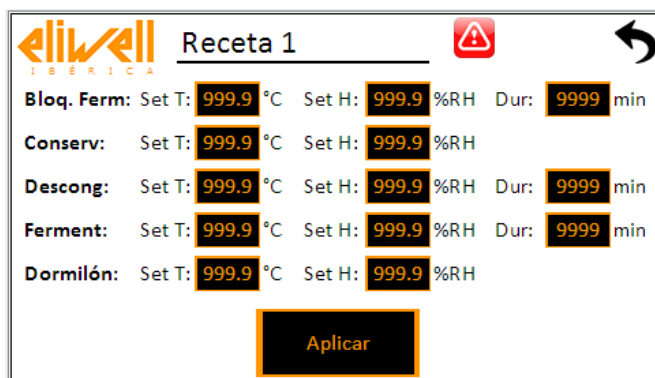 eliwell Receta 1
IBÉRICA
Bloq. Ferm: Set T: 999.9 °C Set H: 999.9 %RH Dur: 9999 min
Conserv: Set T: 999.9 °C Set H: 999.9 %RH
Descong: Set T: 999.9 °C Set H: 999.9 %RH Dur: 9999 min
Ferment: Set T: 999.9 °C Set H: 999.9 %RH Dur: 9999 min
Dormilón: Set T: 999.9 °C Set H: 999.9 %RH
Aplicar